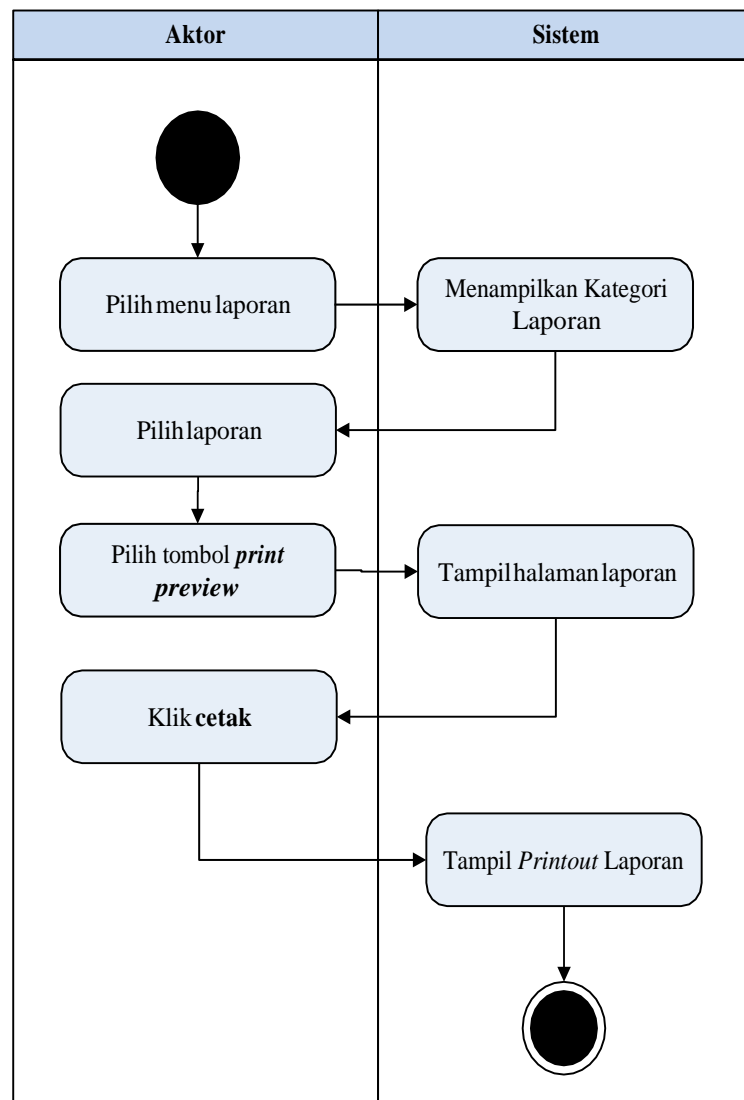 Aktor
Sistem
Pilih menu laporan
Menampilkan Kategori
Laporan
Pilih laporan
Pilih tombol print
preview
Tampil halaman laporan
Klik cetak
Tampil Printout Laporan